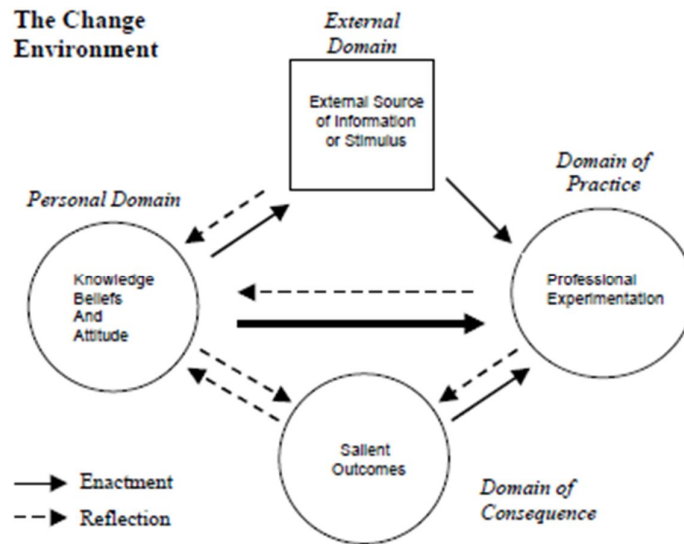 The Change
Environment
External
Domain
External Source
of Information
or Stimulus
Domain of
Practice
Personal Domain
Knowledge
Beliefs
And
Attitude
Professional
Experimentation
Salient
Outcomes
Enactment
Reflection
Domain of
Consequence